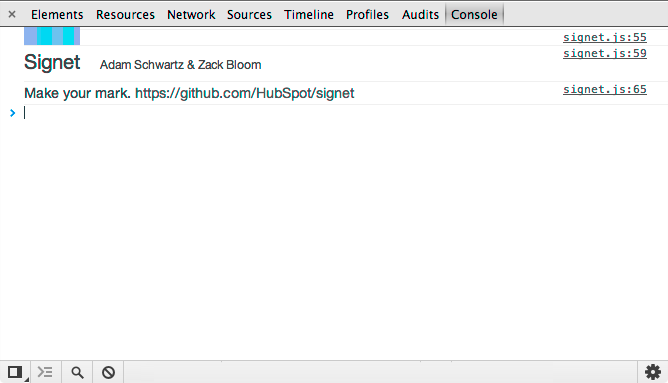 × Elements Resources Network Sources Timeline Profiles Audits Console
signet.js:55
Signet Adam Schwartz & Zack Bloom signet.js:59
Make your mark. https://github.com/HubSpot/signet signet.js:65
>